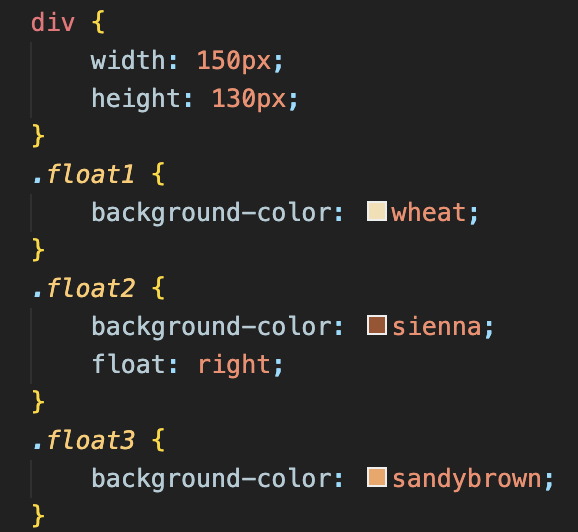 div {
    width: 150px;
    height: 130px;
}
.float1 {
    background-color: wheat;
}
.float2 {
    background-color: sienna;
    float: right;
}
.float3 {
    background-color: sandybrown;
}